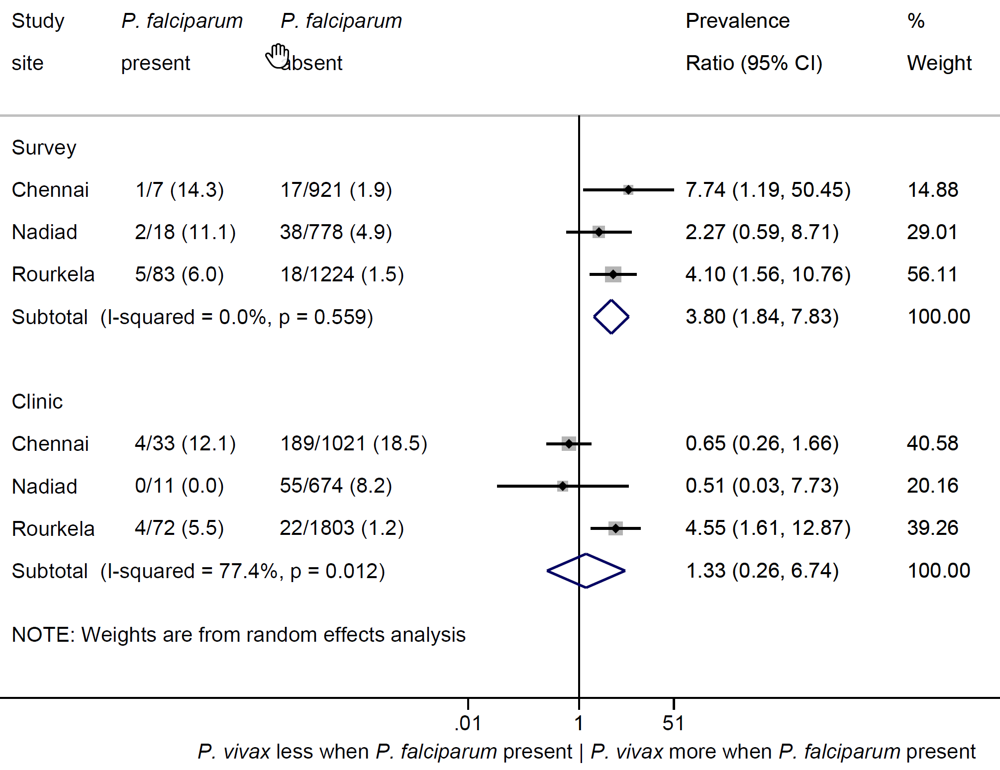 Study P. falciparum P. falciparum Prevalence %
site present absent Ratio (95% CI) Weight
Survey
Chennai 1/7 (14.3) 17/921 (1.9) 7.74 (1.19, 50.45) 14.88
Nadiad 2/18 (11.1) 38/778 (4.9) 2.27 (0.59, 8.71) 29.01
Rourkela 5/83 (6.0) 18/1224 (1.5) 4.10 (1.56, 10.76) 56.11
Subtotal (I-squared = 0.0%, p = 0.559) 3.80 (1.84, 7.83) 100.00
Clinic
Chennai 4/33 (12.1) 189/1021 (18.5) 0.65 (0.26, 1.66) 40.58
Nadiad 0/11 (0.0) 55/674 (8.2) 0.51 (0.03, 7.73) 20.16
Rourkela 4/72 (5.5) 22/1803 (1.2) 4.55 (1.61, 12.87) 39.26
Subtotal (I-squared = 77.4%, p = 0.012) 1.33 (0.26, 6.74) 100.00
NOTE: Weights are from random effects analysis
.01 1 51
P. vivax less when P. falciparum present | P. vivax more when P. falciparum present